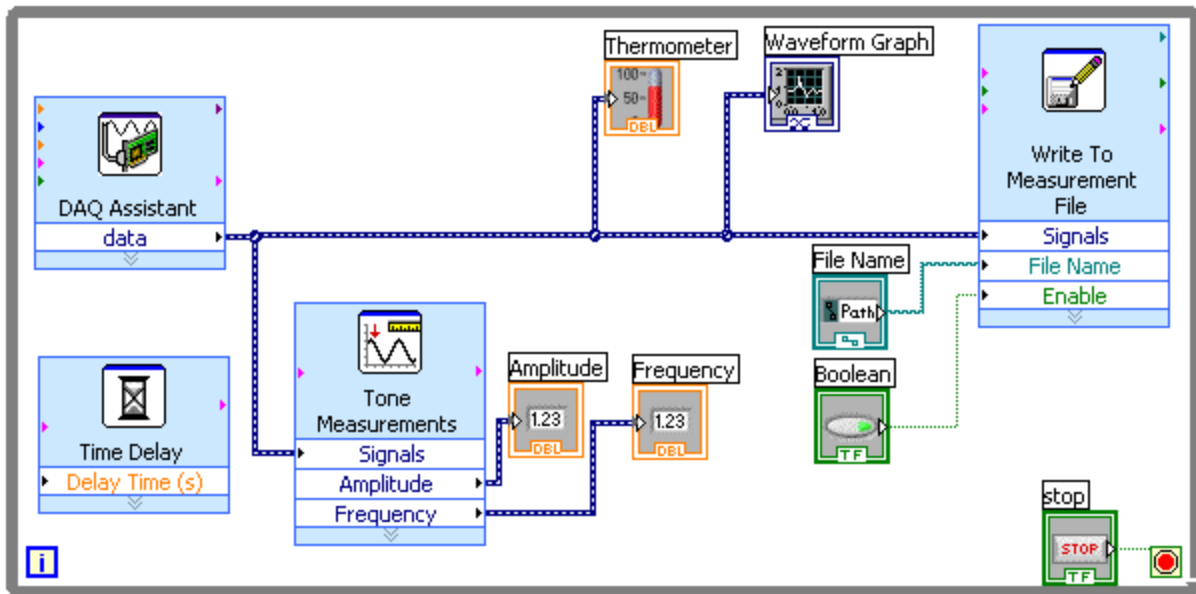 Thermometer
100
50
DBL
Waveform Graph
2
1
0
Write To
Measurement
File
Signals
File Name
Enable
DAQ Assistant
data
File Name
Path
Boolean
TF
Time Delay
Delay Time (s)
Tone
Measurements
Signals
Amplitude
Frequency
Amplitude
1.23
DBL
Frequency
1.23
DBL
stop
STOP
TF
i